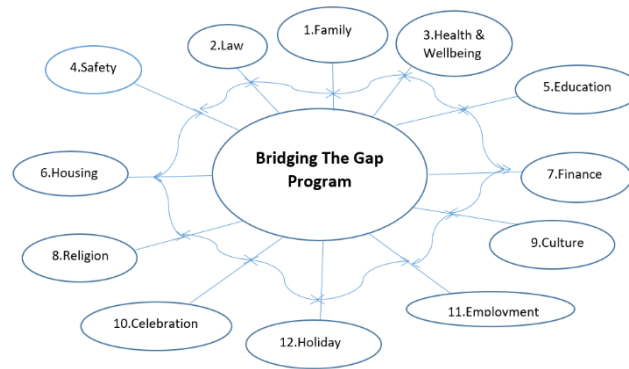 1.Family
2.Law
3.Health &
Wellbeing
4.Safety
5.Education
Bridging The Gap
Program
6.Housing
7.Finance
8.Religion
9.Culture
10.Celebration
11.Employment
12.Holiday